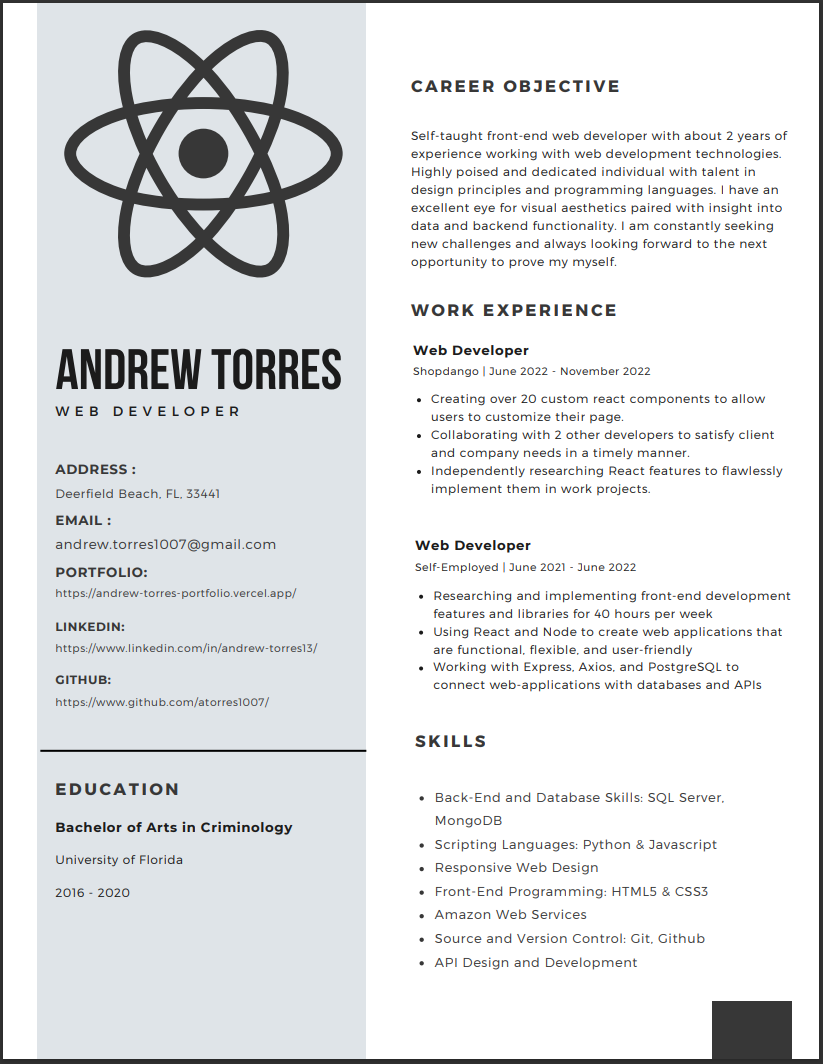 ANDREW TORRES
WEB DEVELOPER
ADDRESS :
Deerfield Beach, FL, 33441
EMAIL :
andrew.torres1007@gmail.com
PORTFOLIO:
https://andrew-torres-portfolio.vercel.app/
LINKEDIN:
https://www.linkedin.com/in/andrew-torres13/
GITHUB:
https://www.github.com/atorres1007/
EDUCATION
Bachelor of Arts in Criminology
University of Florida
2016 - 2020
CAREER OBJECTIVE
Self-taught front-end web developer with about 2 years of
experience working with web development technologies.
Highly poised and dedicated individual with talent in
design principles and programming languages. I have an
excellent eye for visual aesthetics paired with insight into
data and backend functionality. I am constantly seeking
new challenges and always looking forward to the next
opportunity to prove my myself.
WORK EXPERIENCE
Web Developer
Shopdango | June 2022 - November 2022
• Creating over 20 custom react components to allow
users to customize their page.
• Collaborating with 2 other developers to satisfy client
and company needs in a timely manner.
• Independently researching React features to flawlessly
implement them in work projects.
Web Developer
Self-Employed | June 2021 - June 2022
• Researching and implementing front-end development
features and libraries for 40 hours per week
• Using React and Node to create web applications that
are functional, flexible, and user-friendly
• Working with Express, Axios, and PostgreSQL to
connect web-applications with databases and APIs
SKILLS
• Back-End and Database Skills: SQL Server,
MongoDB
• Scripting Languages: Python & Javascript
• Responsive Web Design
• Front-End Programming: HTML5 & CSS3
• Amazon Web Services
• Source and Version Control: Git, Github
• API Design and Development